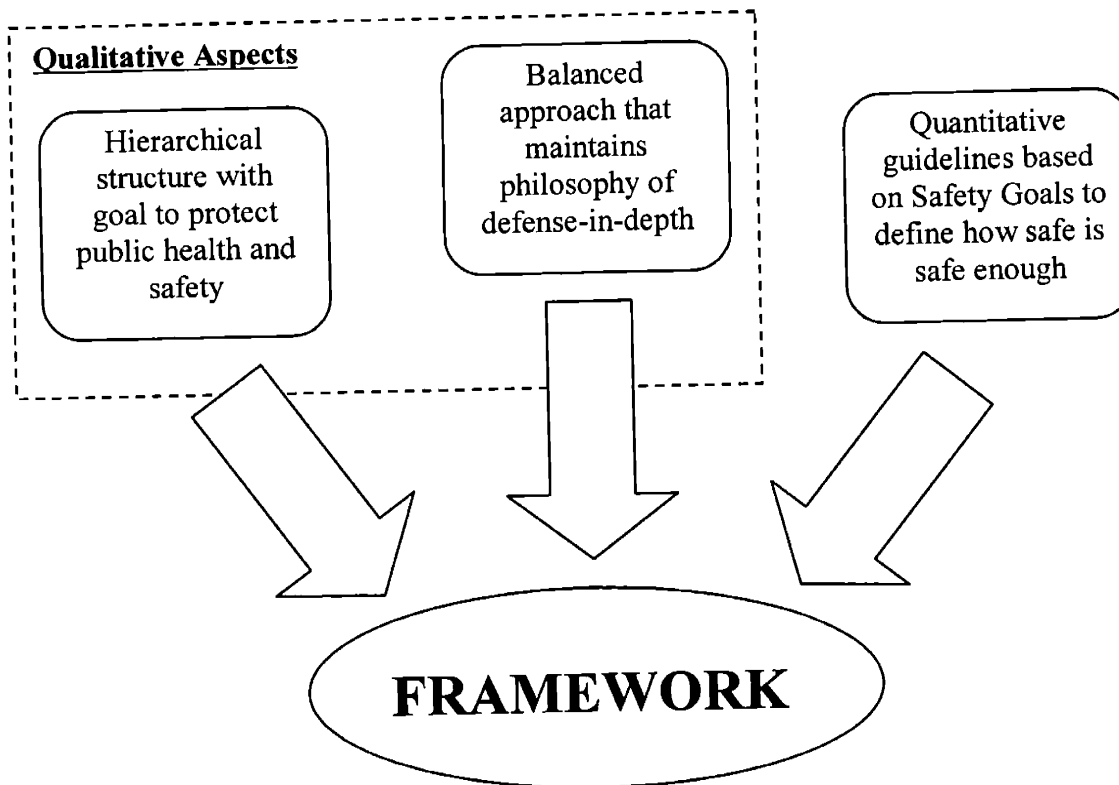 Qualitative Aspects
Hierarchical
structure with
goal to protect
public health and
safety
Balanced
approach that
maintains
philosophy of
defense-in-depth
Quantitative
guidelines based
on Safety Goals to
define how safe is
safe enough
FRAMEWORK